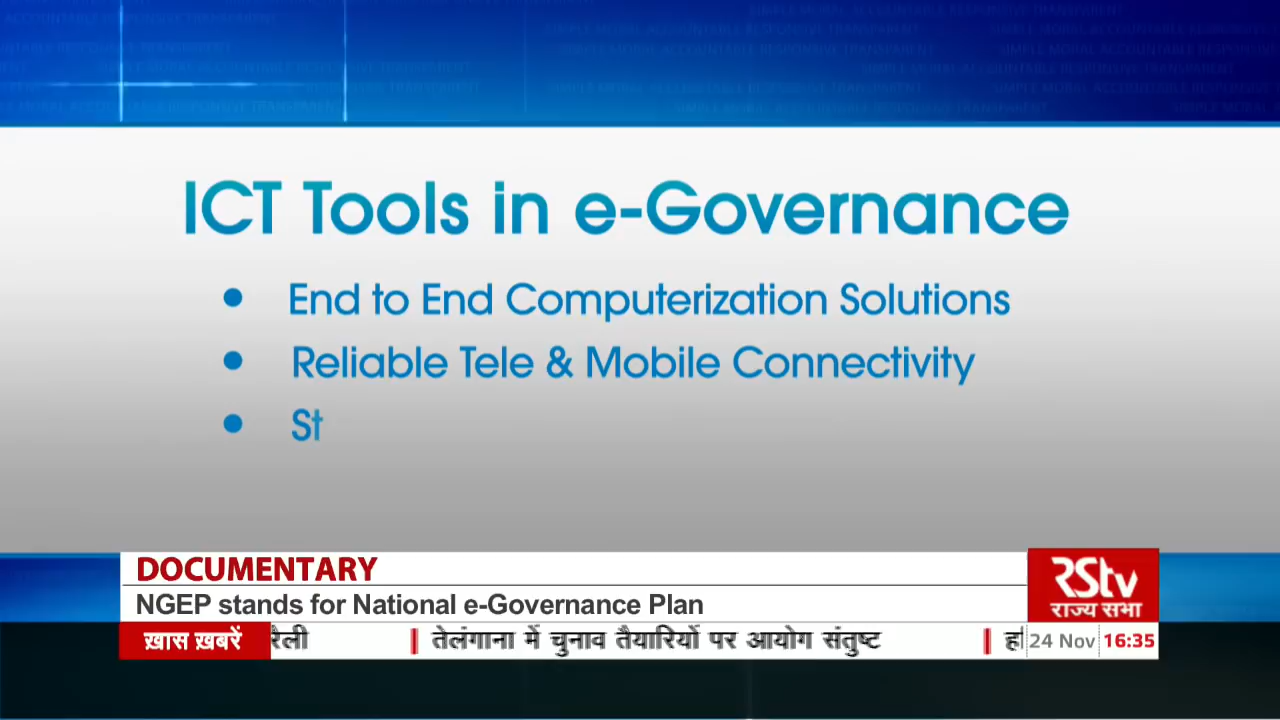 ICT Tools in e-Governance
• End to End Computerization Solutions
• Reliable Tele & Mobile Connectivity
• St
DOCUMENTARY
NGEP stands for National e-Governance Plan
RStv
राज्य सभा
ख़ास ख़बरें रैली | तेलंगाना में चुनाव तैयारियों पर आयोग संतुष्ट | 24 Nov 16:35